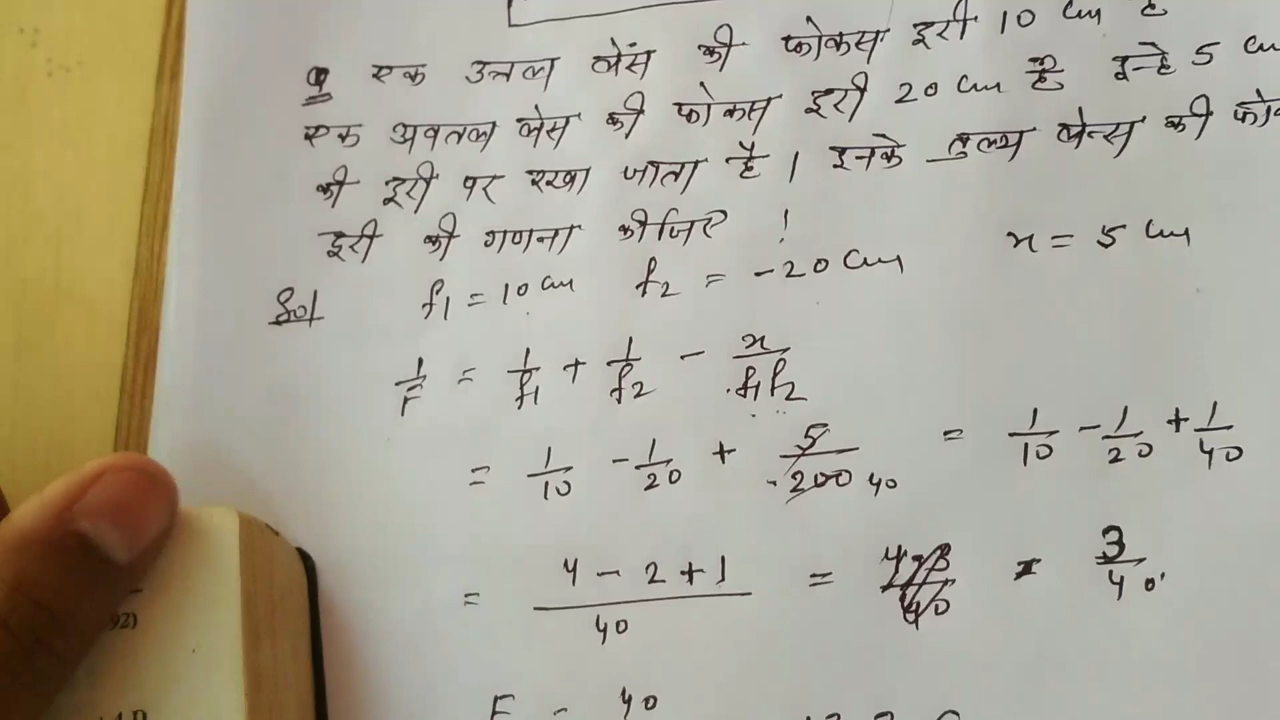 Q एक उत्तल लेंस की फोकस दूरी 10 cm है
एक अवतल लेंस की फोकस दूरी 20 cm है इन्हे 5 cm
की दूरी पर रखा जाता है । इनके तुल्य लेन्स की
दूरी की गणना कीजिए !
Sol f₁ = 10 cm f₂ = -20 cm x = 5 cm
1/F = 1/f₁ + 1/f₂ - x/f₁f₂
= 1/10 - 1/20 + 5/200 40 = 1/10 - 1/20 + 1/40
= (4 - 2 + 1)/40 = = 3/40
F = 40
92)